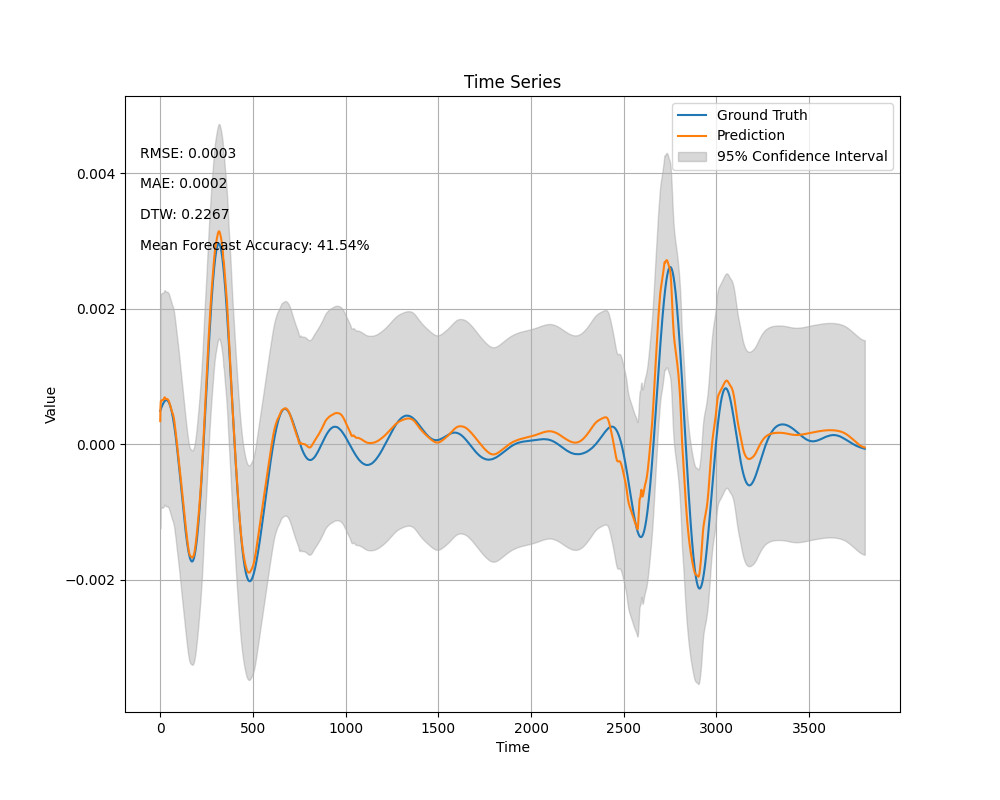 Time Series
Ground Truth
Prediction
95% Confidence Interval
RMSE: 0.0003
MAE: 0.0002
DTW: 0.2267
Mean Forecast Accuracy: 41.54%
0.004
0.002
0.000
−0.002
Value
0 500 1000 1500 2000 2500 3000 3500
Time